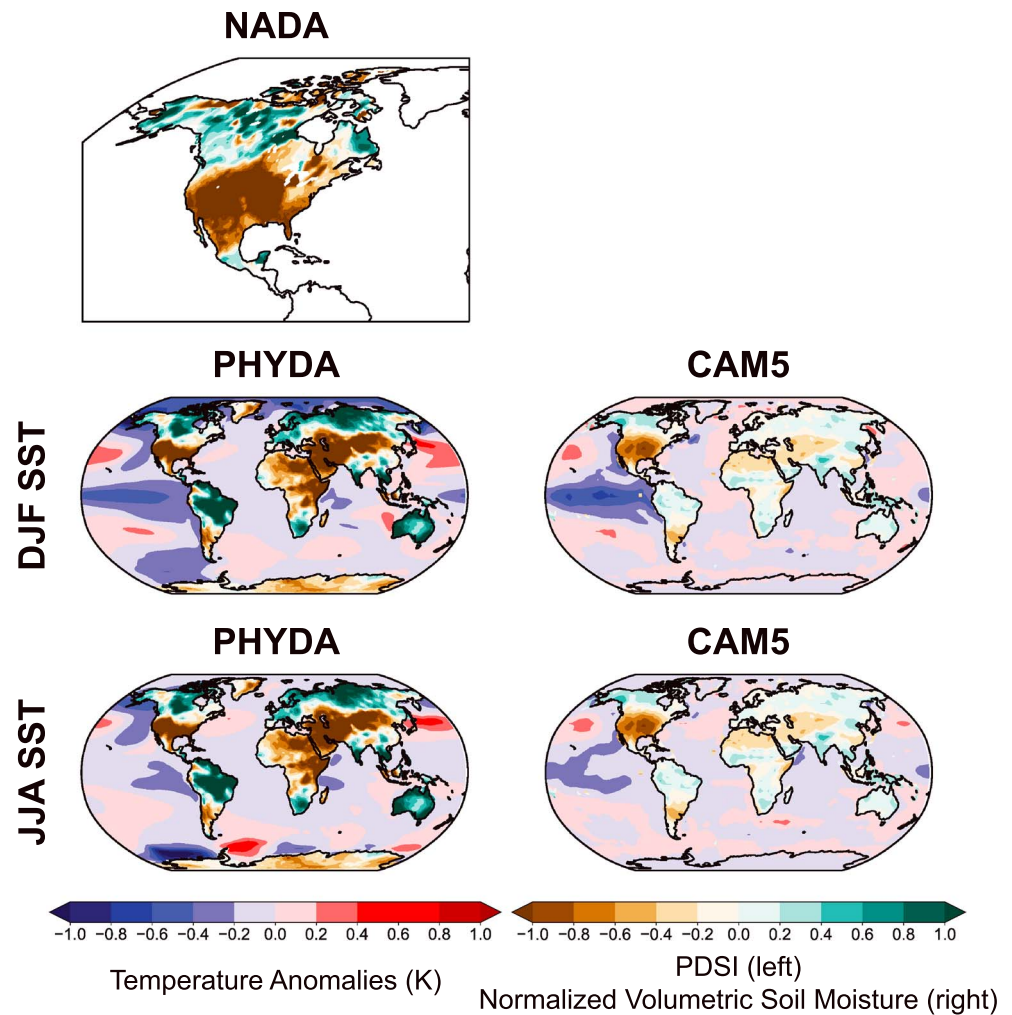 NADA
PHYDA
CAM5
DJF SST
PHYDA
CAM5
JJA SST
−1.0 −0.8 −0.6 −0.4 −0.2 0.0 0.2 0.4 0.6 0.8 1.0
−1.0 −0.8 −0.6 −0.4 −0.2 0.0 0.2 0.4 0.6 0.8 1.0
Temperature Anomalies (K)
PDSI (left)
Normalized Volumetric Soil Moisture (right)